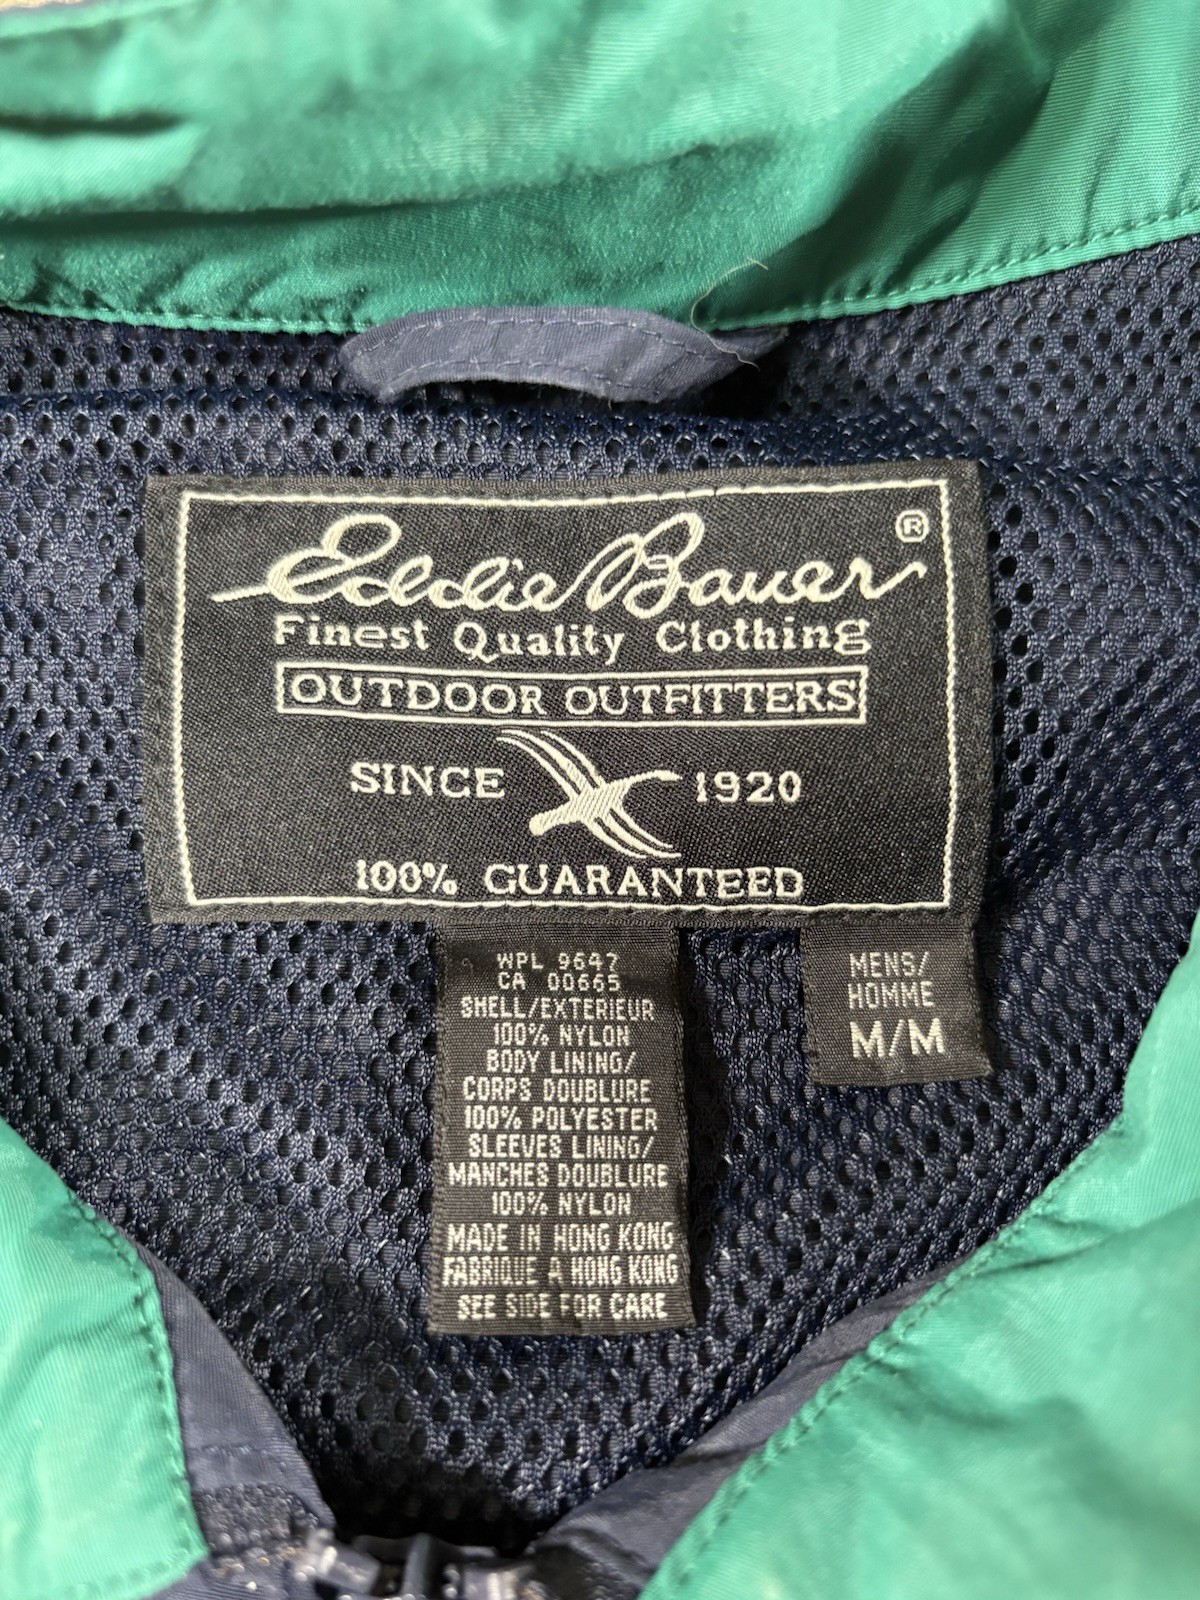 Eddie Bauer ®
Finest Quality Clothing
OUTDOOR OUTFITTERS
SINCE 1920
100% GUARANTEED
WPL 9647
CA 00665
SHELL/EXTERIEUR
100% NYLON
BODY LINING/
CORPS DOUBLURE
100% POLYESTER
SLEEVES LINING/
MANCHES DOUBLURE
100% NYLON
MADE IN HONG KONG
FABRIQUE A HONG KONG
SEE SIDE FOR CARE
MENS/
HOMME
M/M